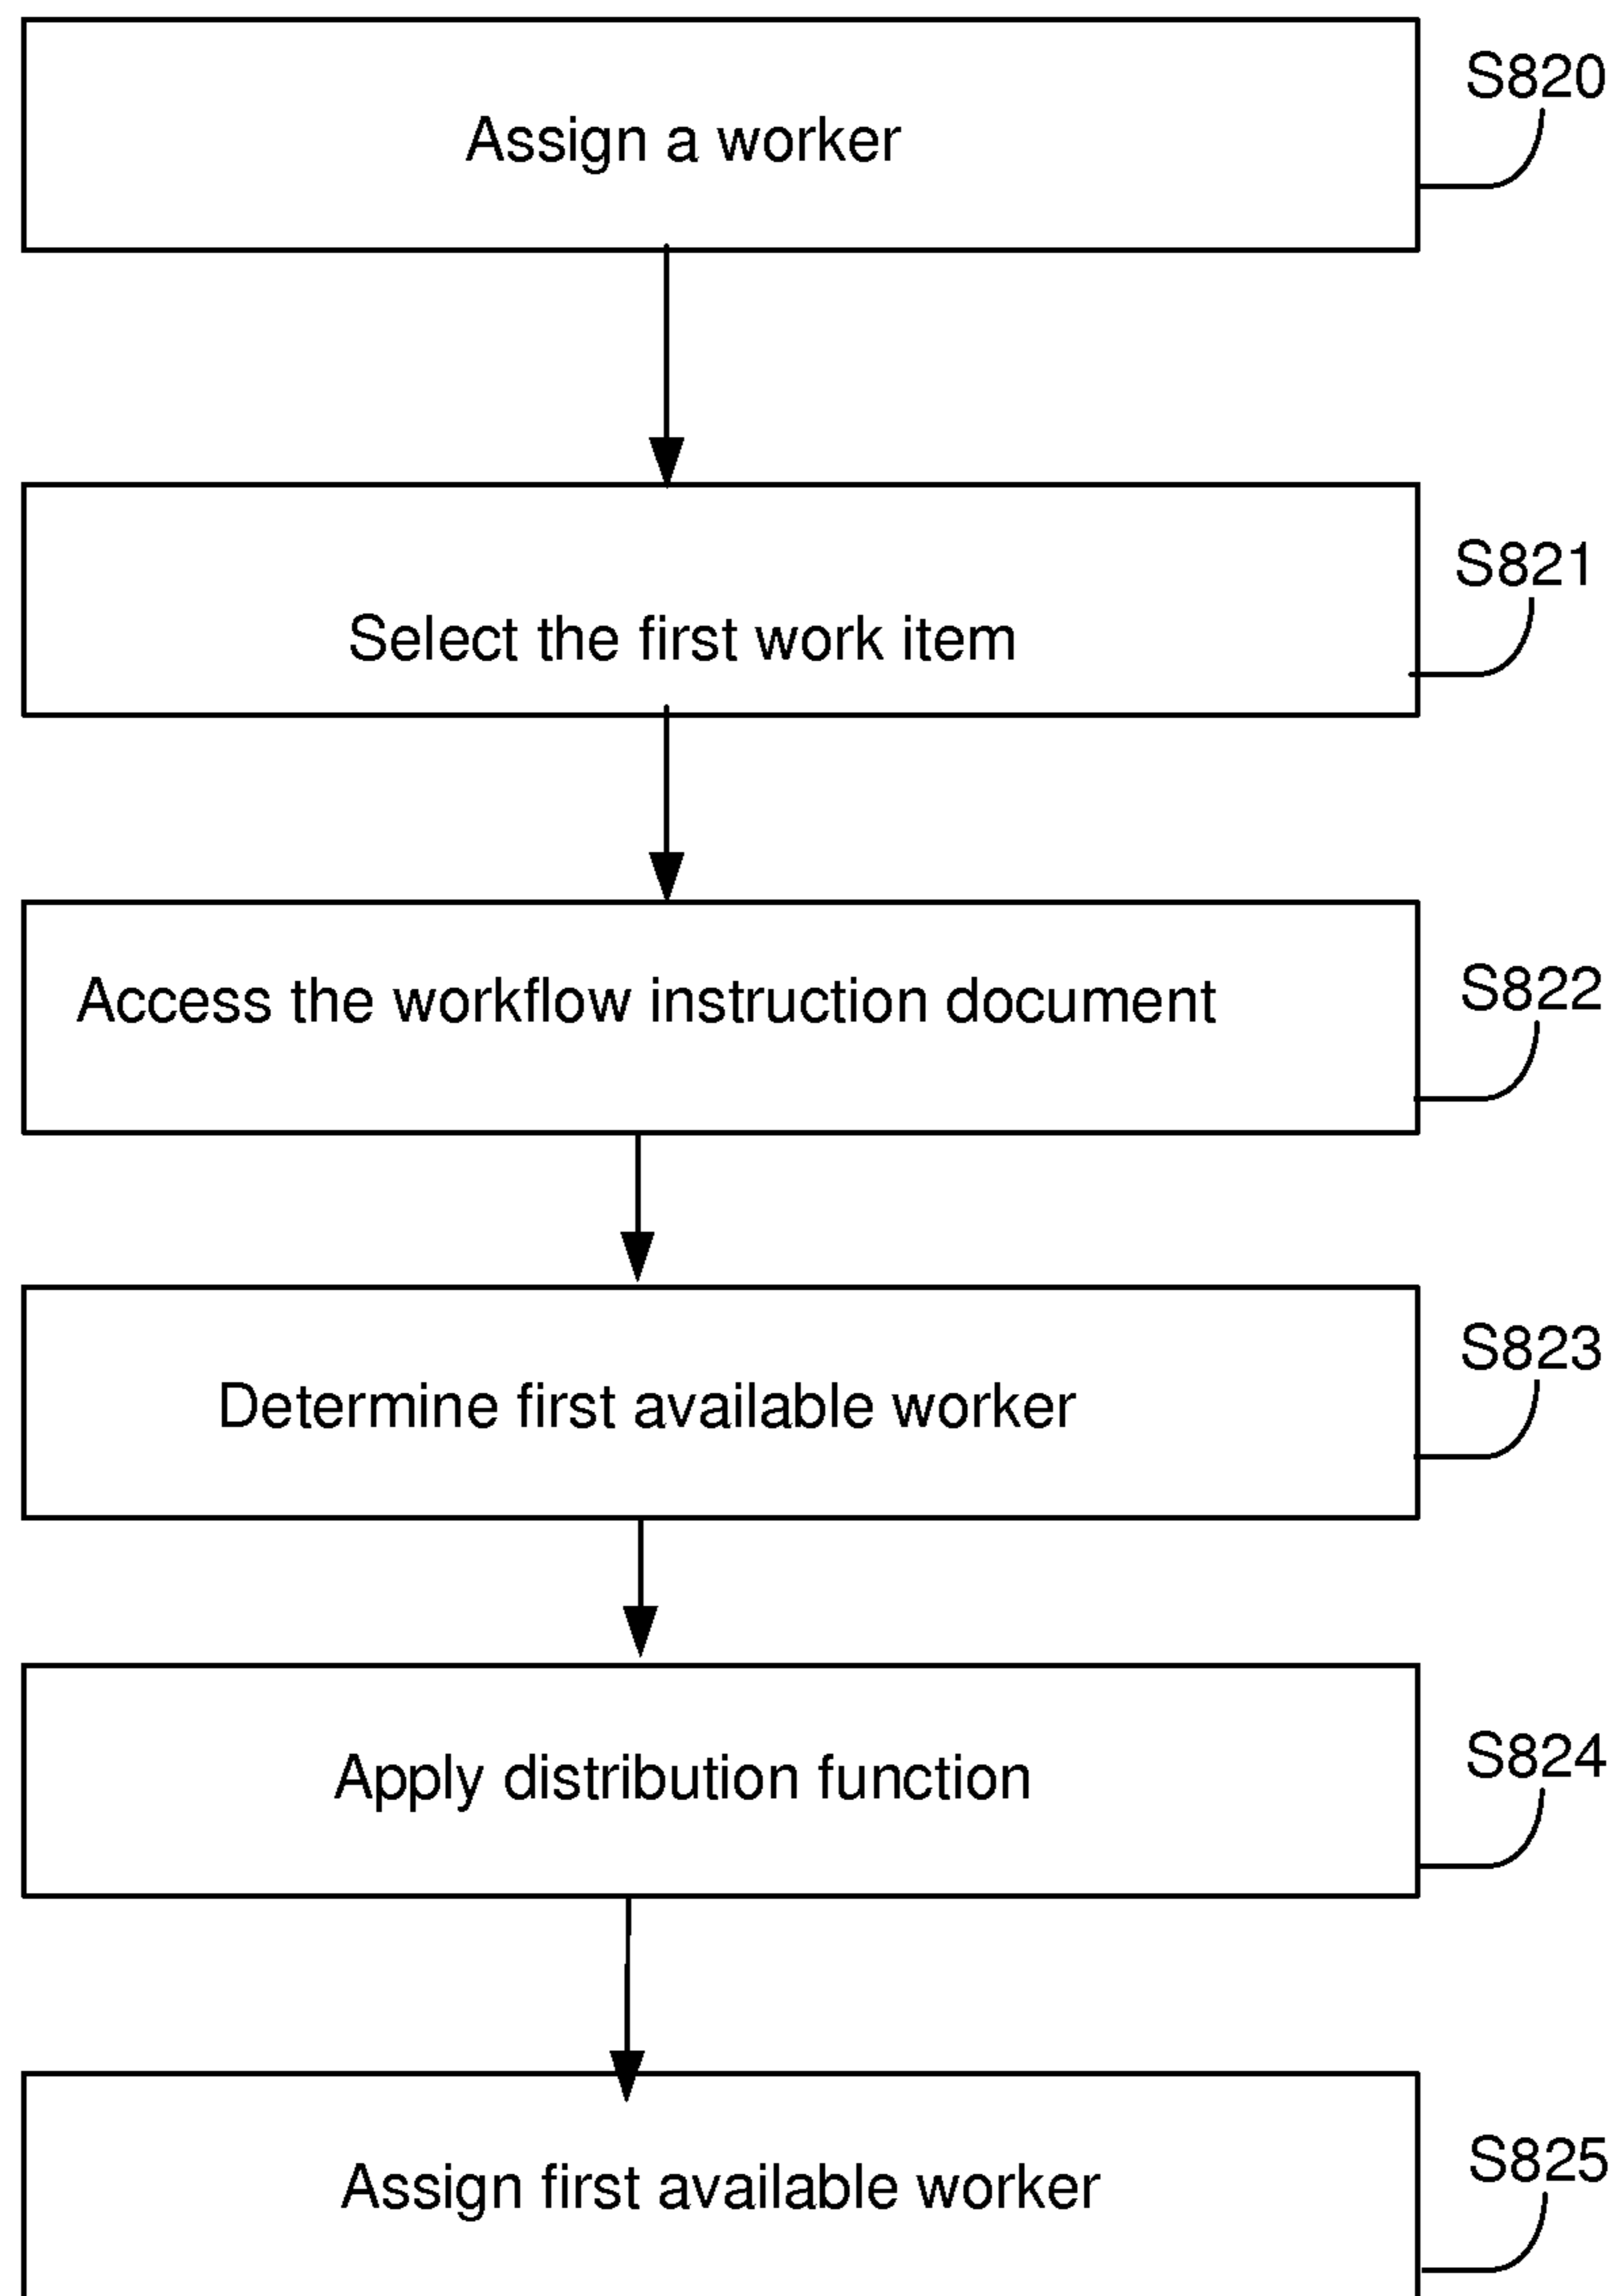 S820
Assign a worker
S821
Select the first work item
S822
Access the workflow instruction document
S823
Determine first available worker
S824
Apply distribution function
S825
Assign first available worker